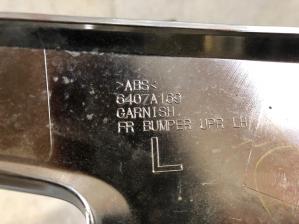 >ABS<
6407A169
GARNISH,
FR BUMPER UPR LH
L